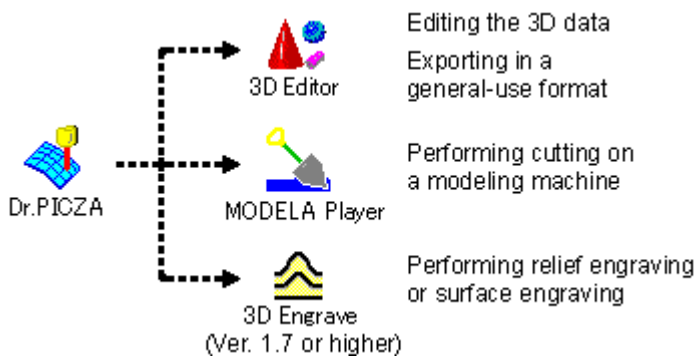 Editing the 3D data
Exporting in a
general-use format
3D Editor
Dr.PICZA
Performing cutting on
a modeling machine
MODELA Player
Performing relief engraving
or surface engraving
3D Engrave
(Ver. 1.7 or higher)